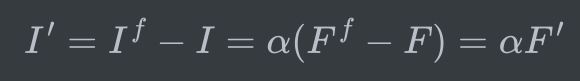 I′ = I^f − I = α(F^f − F) = αF′